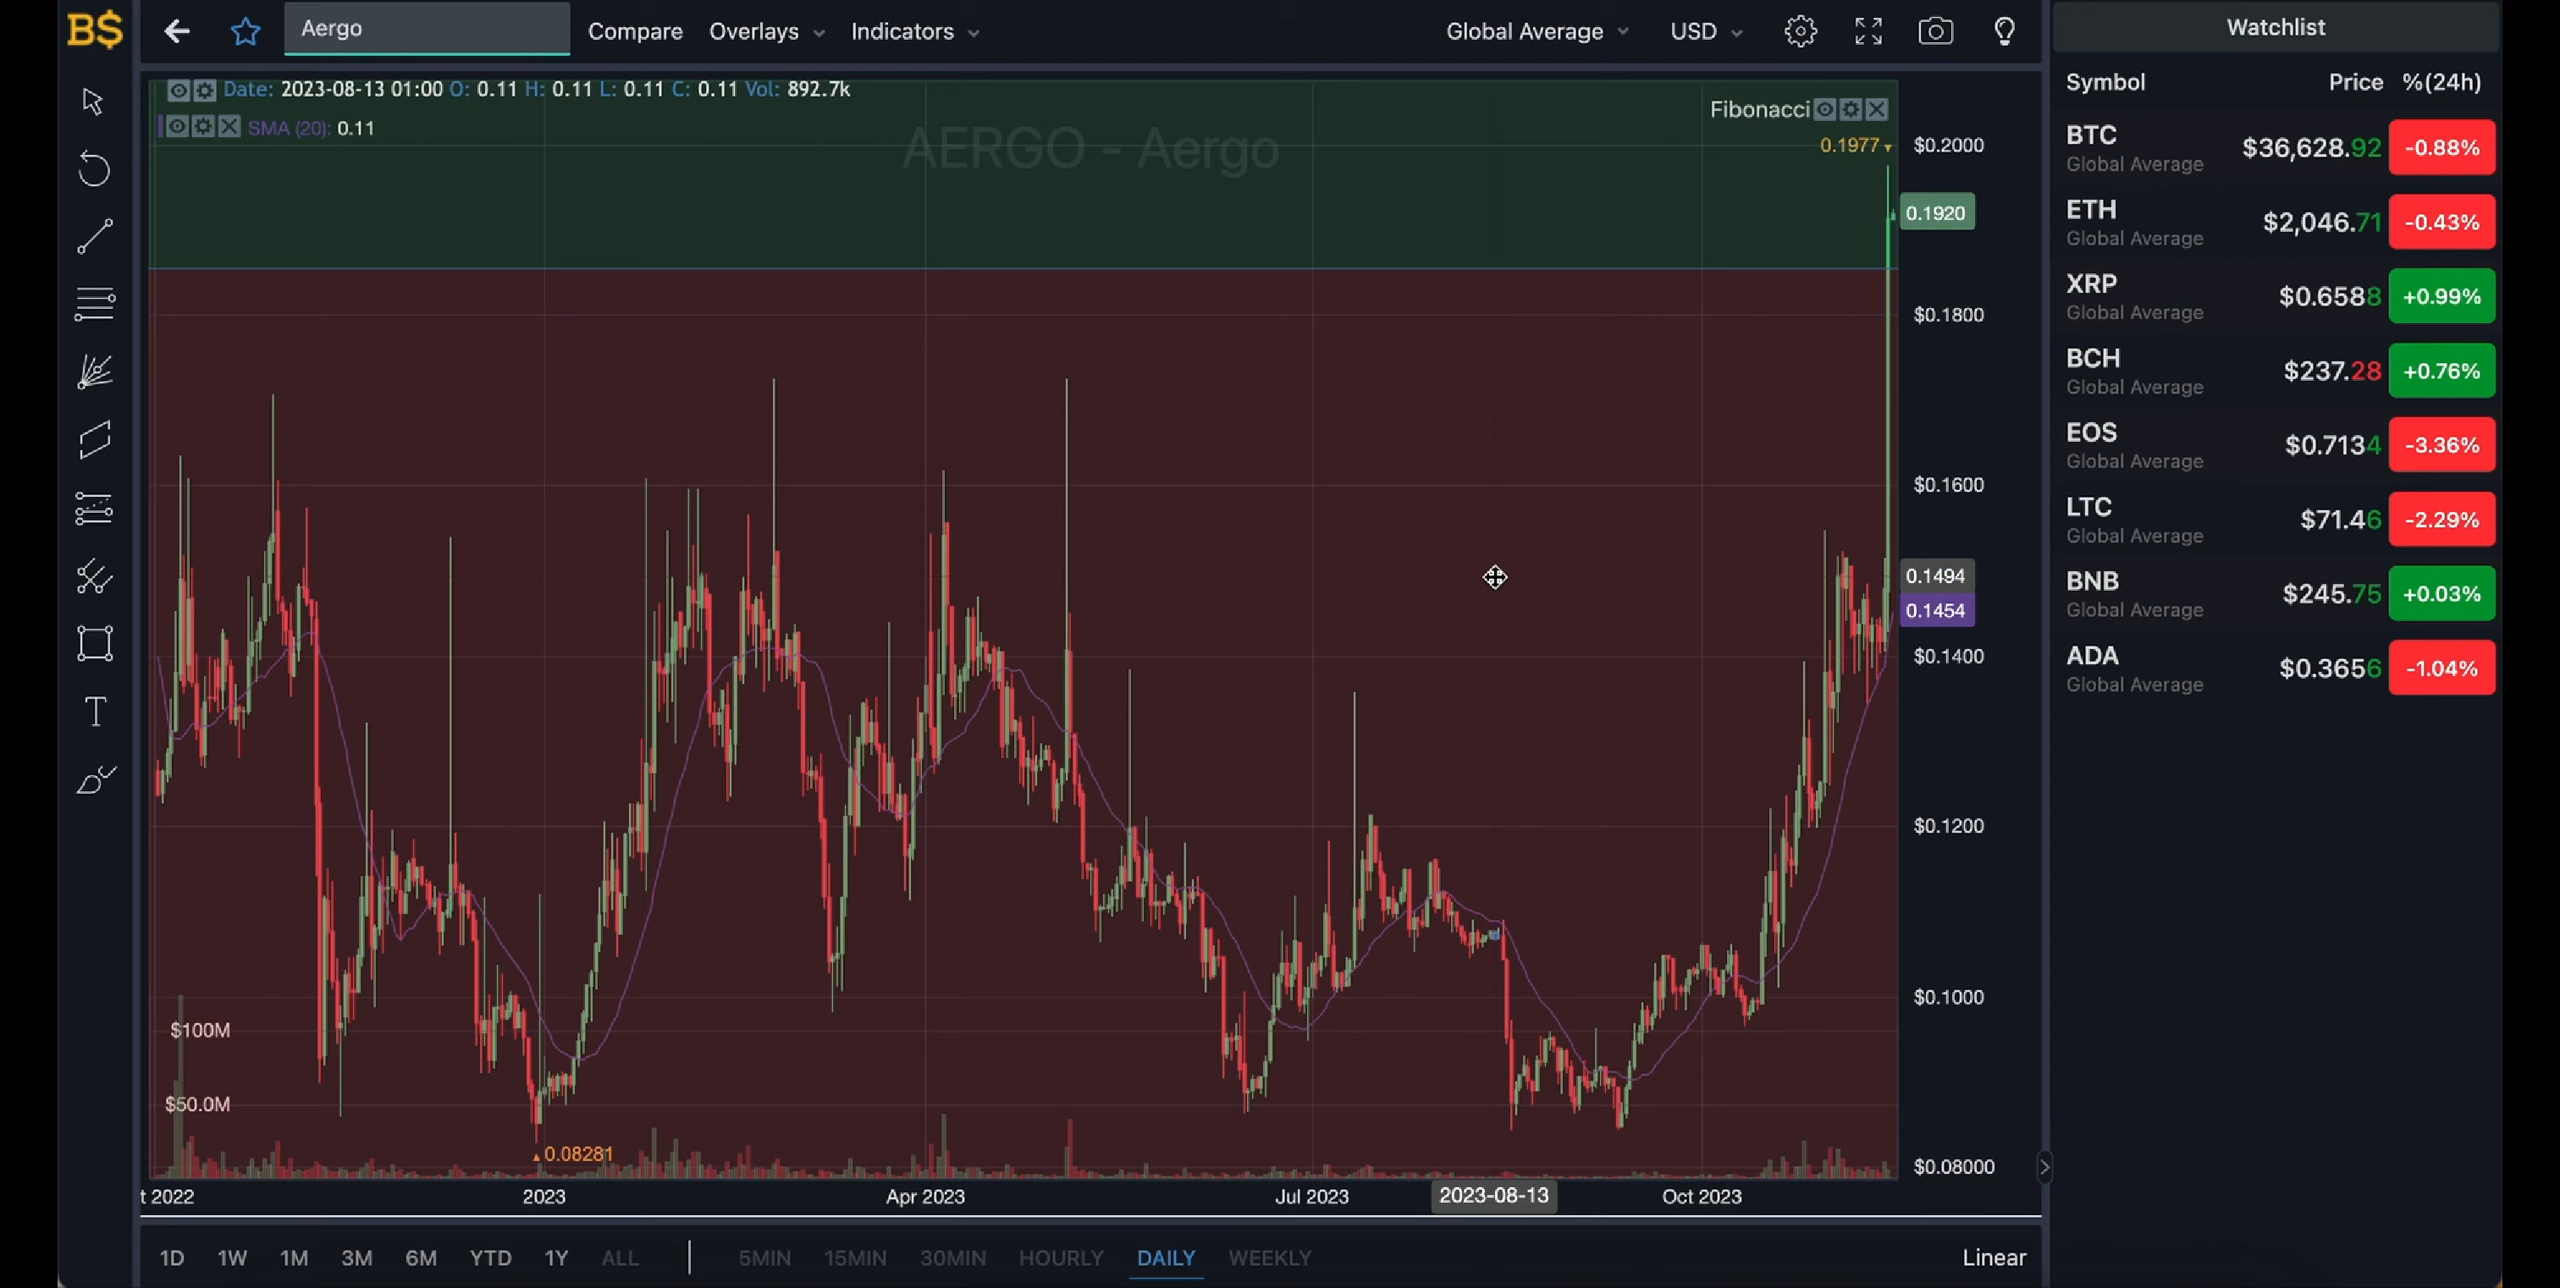 B$
Aergo
Compare Overlays Indicators
Global Average USD
Date: 2023-08-13 01:00 O: 0.11 H: 0.11 L: 0.11 C: 0.11 Vol: 892.7k
SMA (20): 0.11
AERGO - Aergo
Fibonacci
0.1977
$0.2000
0.1920
$0.1800
$0.1600
0.1494
0.1454
$0.1400
$0.1200
$0.1000
$0.08000
$100M
$50.0M
0.08281
t 2022 2023 Apr 2023 Jul 2023 2023-08-13 Oct 2023
1D 1W 1M 3M 6M YTD 1Y ALL 5MIN 15MIN 30MIN HOURLY DAILY WEEKLY Linear
Watchlist
Symbol Price %(24h)
BTC $36,628.92 -0.88%
Global Average
ETH $2,046.71 -0.43%
Global Average
XRP $0.6588 +0.99%
Global Average
BCH $237.28 +0.76%
Global Average
EOS $0.7134 -3.36%
Global Average
LTC $71.46 -2.29%
Global Average
BNB $245.75 +0.03%
Global Average
ADA $0.3656 -1.04%
Global Average